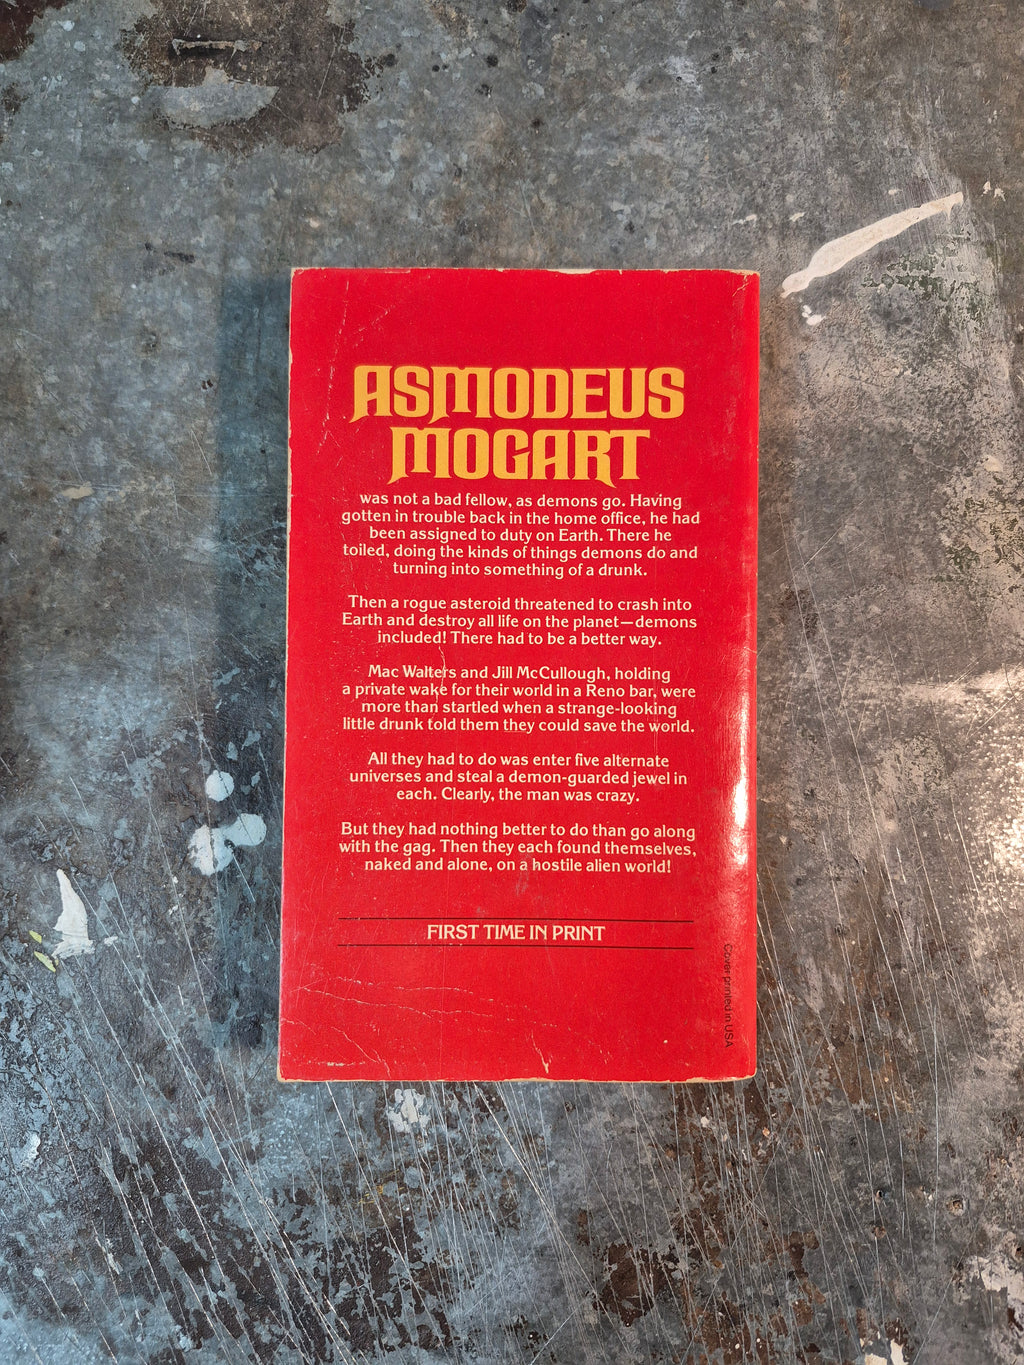 ASMODEUS
MOGART
was not a bad fellow, as demons go. Having
gotten in trouble back in the home office, he had
been assigned to duty on Earth. There he
toiled, doing the kinds of things demons do and
turning into something of a drunk.
Then a rogue asteroid threatened to crash into
Earth and destroy all life on the planet—demons
included! There had to be a better way.
Mac Walters and Jill McCullough, holding
a private wake for their world in a Reno bar, were
more than startled when a strange-looking
little drunk told them they could save the world.
All they had to do was enter five alternate
universes and steal a demon-guarded jewel in
each. Clearly, the man was crazy.
But they had nothing better to do than go along
with the gag. Then they each found themselves,
naked and alone, on a hostile alien world!
FIRST TIME IN PRINT
Cover printed in USA